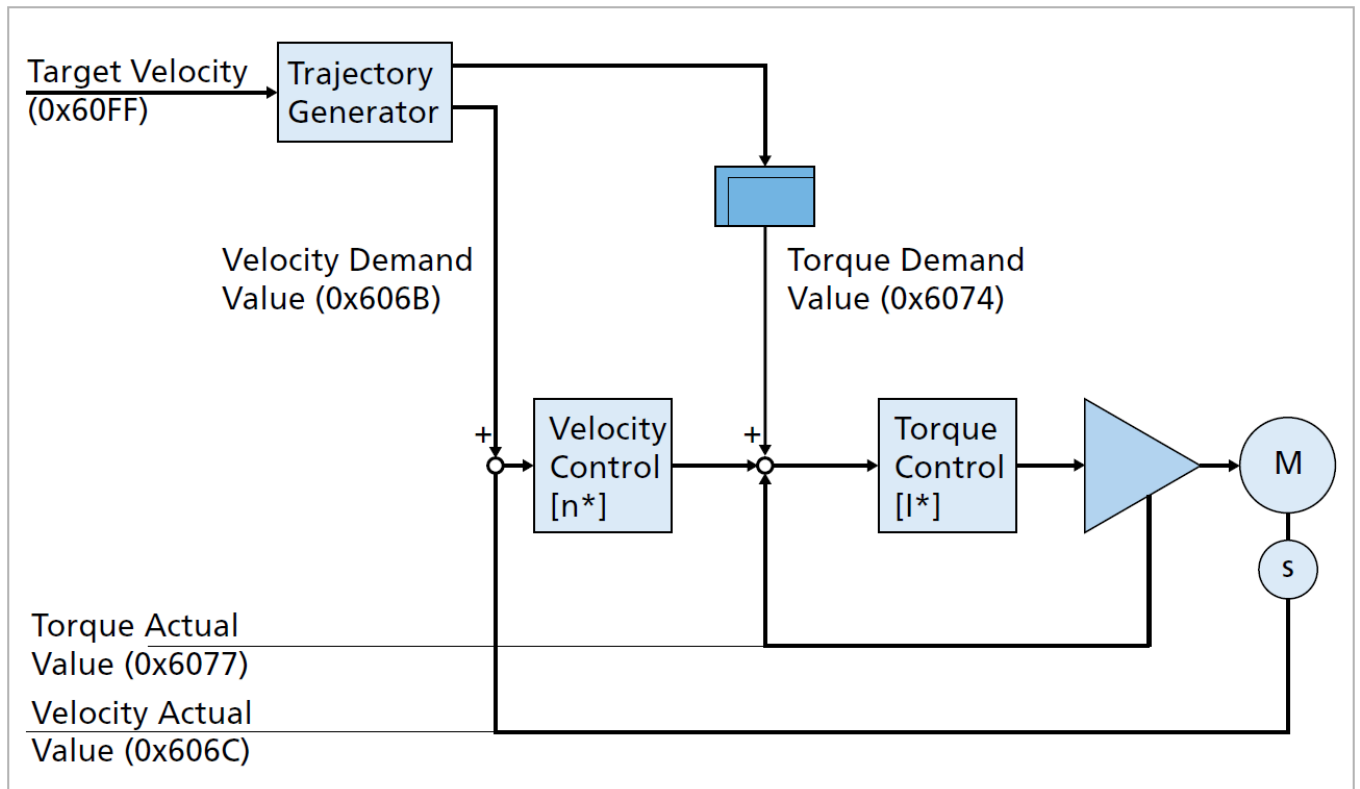 Target Velocity
(0x60FF)
Trajectory
Generator
Velocity Demand
Value (0x606B)
Torque Demand
Value (0x6074)
+
Velocity
Control
[n*]
+
Torque
Control
[I*]
M
s
Torque Actual
Value (0x6077)
Velocity Actual
Value (0x606C)